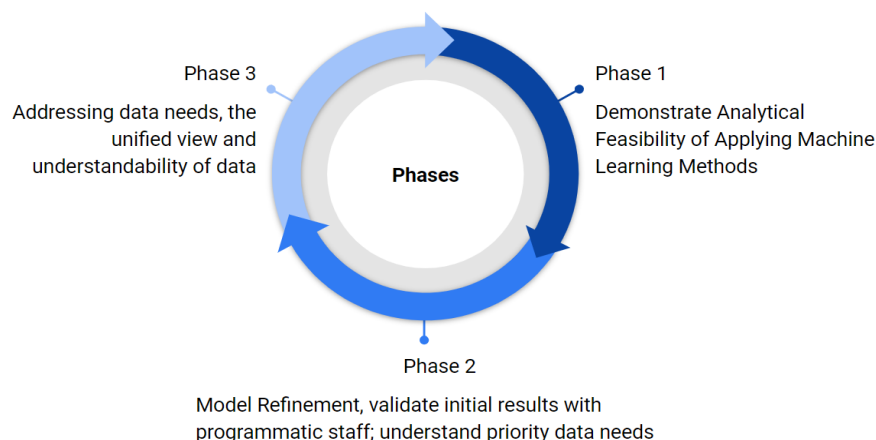 Phase 3
Addressing data needs, the
unified view and
understandability of data
Phase 1
Demonstrate Analytical
Feasibility of Applying Machine
Learning Methods
Phases
Phase 2
Model Refinement, validate initial results with
programmatic staff; understand priority data needs